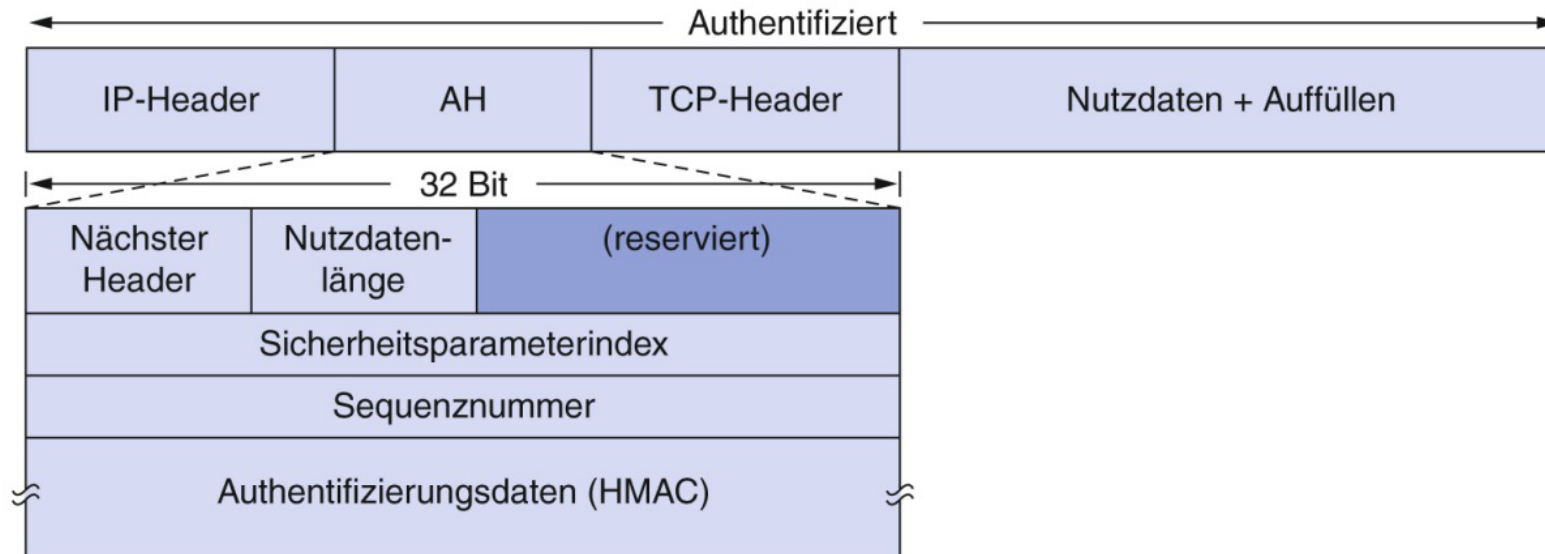 Authentifiziert
IP-Header AH TCP-Header Nutzdaten + Auffüllen
32 Bit
Nächster Header
Nutzdaten-
länge
(reserviert)
Sicherheitsparameterindex
Sequenznummer
Authentifizierungsdaten (HMAC)